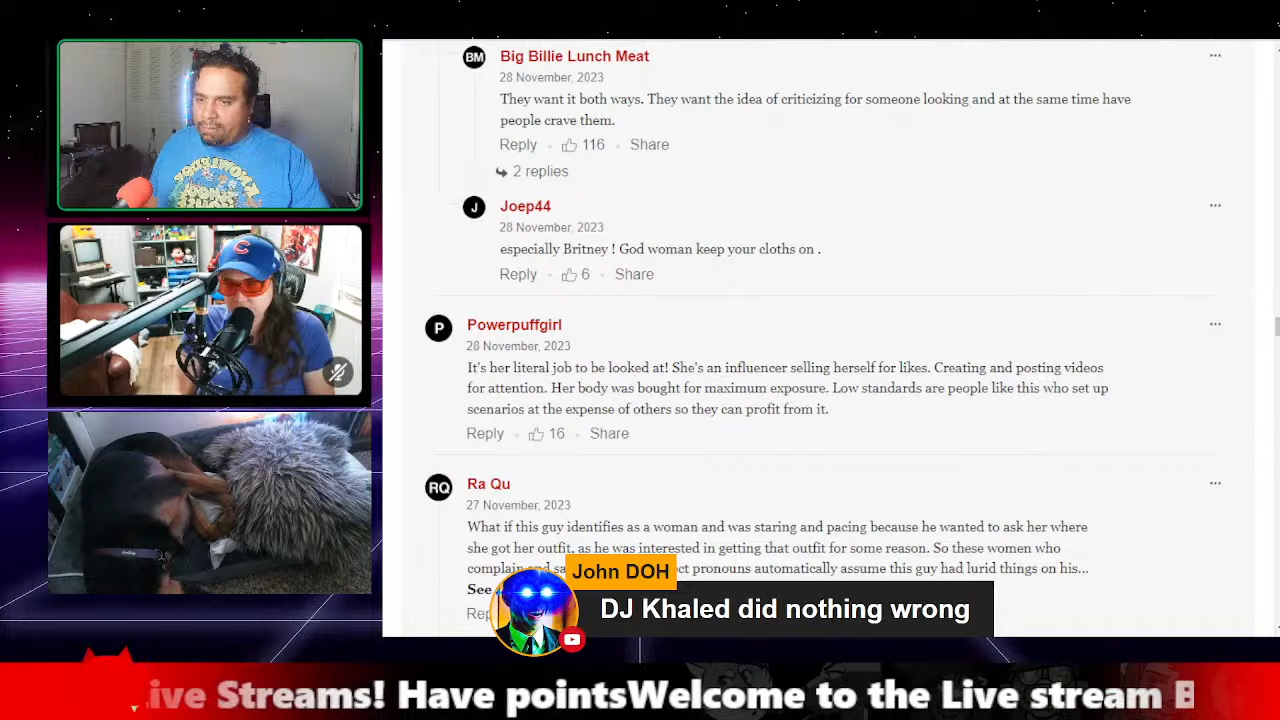 BM
Big Billie Lunch Meat
28 November, 2023
They want it both ways. They want the idea of criticizing for someone looking and at the same time have
people crave them.
Reply 116 Share
2 replies
J
Joep44
28 November, 2023
especially Britney ! God woman keep your cloths on .
Reply 6 Share
P
Powerpuffgirl
28 November, 2023
It's her literal job to be looked at! She's an influencer selling herself for likes. Creating and posting videos
for attention. Her body was bought for maximum exposure. Low standards are people like this who set up
scenarios at the expense of others so they can profit from it.
Reply 16 Share
RQ
Ra Qu
27 November, 2023
What if this guy identifies as a woman and was staring and pacing because he wanted to ask her where
she got her outfit, as he was interested in getting that outfit for some reason. So these women who
complain pronouns automatically assume this guy had lurid things on his...
See
John DOH
DJ Khaled did nothing wrong
ive Streams! Have pointsWelcome to the Live stream B
C